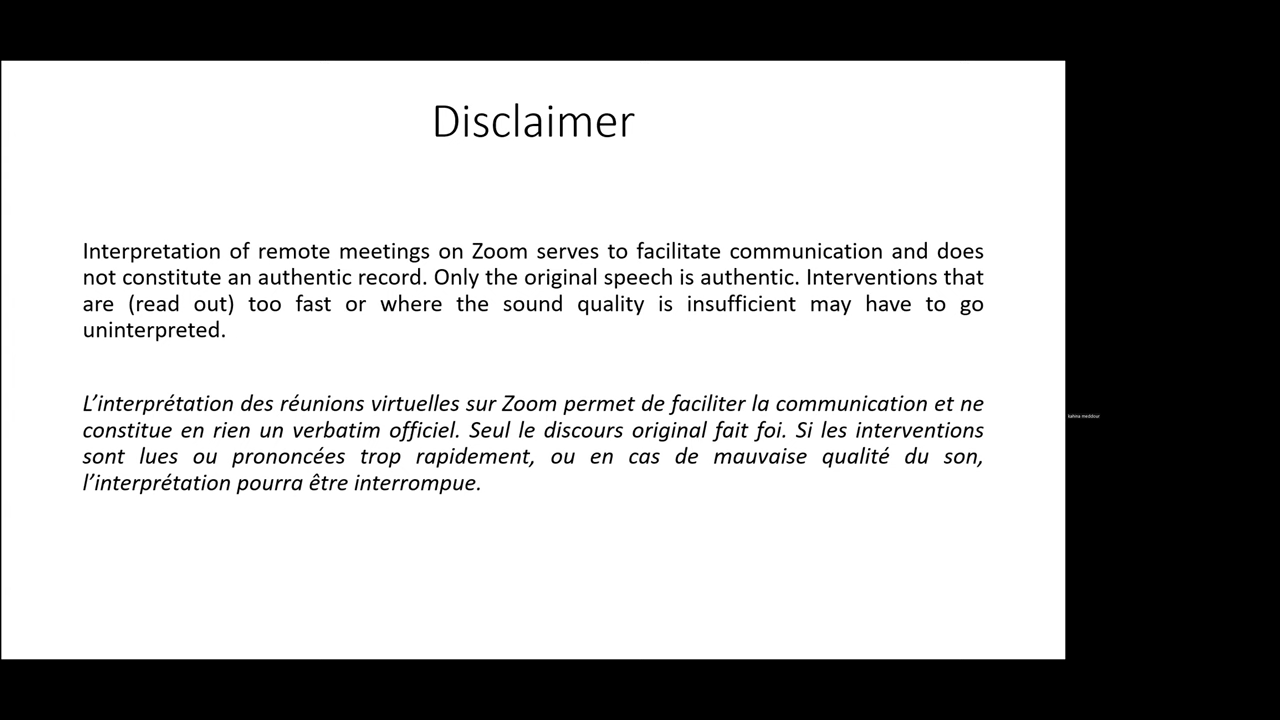 Disclaimer
Interpretation of remote meetings on Zoom serves to facilitate communication and does
not constitute an authentic record. Only the original speech is authentic. Interventions that
are (read out) too fast or where the sound quality is insufficient may have to go
uninterpreted.
L’interprétation des réunions virtuelles sur Zoom permet de faciliter la communication et ne
constitue en rien un verbatim officiel. Seul le discours original fait foi. Si les interventions
sont lues ou prononcées trop rapidement, ou en cas de mauvaise qualité du son,
l’interprétation pourra être interrompue.
kahina meddour